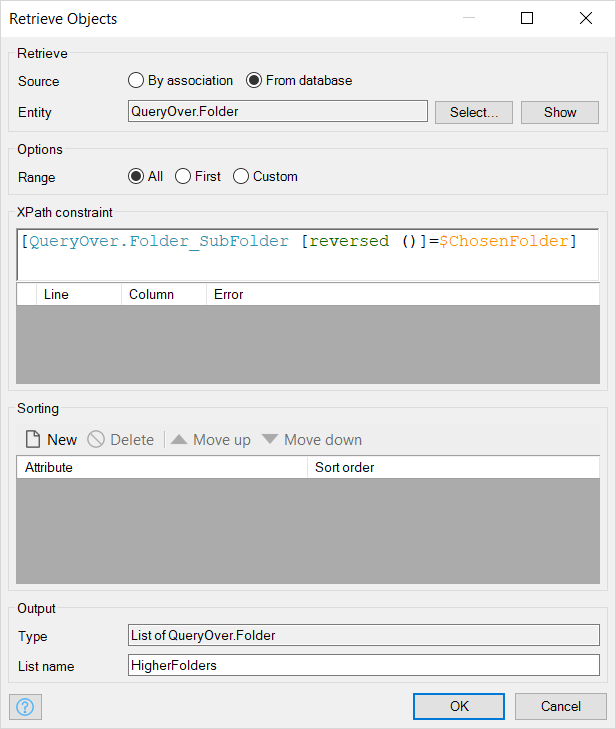 Retrieve Objects
Retrieve
Source By association From database
Entity QueryOver.Folder Select... Show
Options
Range All First Custom
XPath constraint
[QueryOver.Folder_SubFolder [reversed ()]=$ChosenFolder]
Line Column Error
Sorting
New Delete Move up Move down
Attribute Sort order
Output
Type List of QueryOver.Folder
List name HigherFolders
? OK Cancel